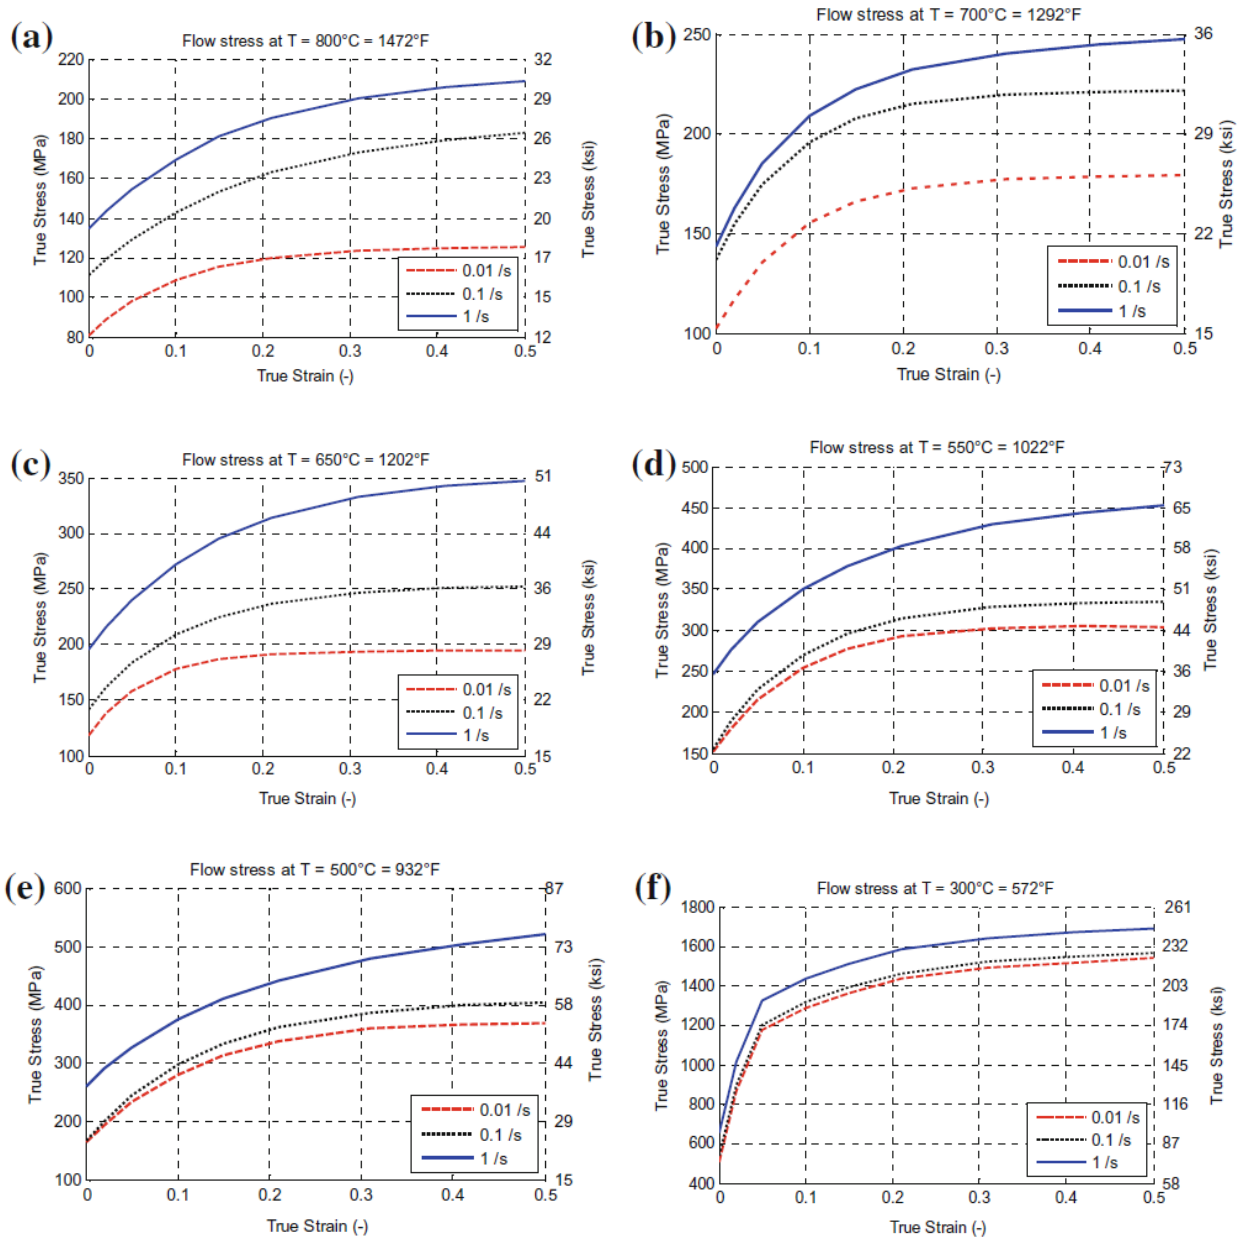 (a)
Flow stress at T = 800°C = 1472°F
220
200
180
160
140
120
100
80
True Stress (MPa)
32
29
26
23
20
17
15
12
True Stress (ksi)
0.01 /s
0.1 /s
1 /s
0 0.1 0.2 0.3 0.4 0.5
True Strain (-)
(b)
Flow stress at T = 700°C = 1292°F
250
200
150
100
True Stress (MPa)
36
29
22
15
True Stress (ksi)
0.01 /s
0.1 /s
1 /s
0 0.1 0.2 0.3 0.4 0.5
True Strain (-)
(c)
Flow stress at T = 650°C = 1202°F
350
300
250
200
150
100
True Stress (MPa)
51
44
36
29
22
15
True Stress (ksi)
0.01 /s
0.1 /s
1 /s
0 0.1 0.2 0.3 0.4 0.5
True Strain (-)
(d)
Flow stress at T = 550°C = 1022°F
500
450
400
350
300
250
200
150
True Stress (MPa)
73
65
58
51
44
36
29
22
True Stress (ksi)
0.01 /s
0.1 /s
1 /s
0 0.1 0.2 0.3 0.4 0.5
True Strain (-)
(e)
Flow stress at T = 500°C = 932°F
600
500
400
300
200
100
True Stress (MPa)
87
73
58
44
29
15
True Stress (ksi)
0.01 /s
0.1 /s
1 /s
0 0.1 0.2 0.3 0.4 0.5
True Strain (-)
(f)
Flow stress at T = 300°C = 572°F
1800
1600
1400
1200
1000
800
600
400
True Stress (MPa)
261
232
203
174
145
116
87
58
True Stress (ksi)
0.01 /s
0.1 /s
1 /s
0 0.1 0.2 0.3 0.4 0.5
True Strain (-)